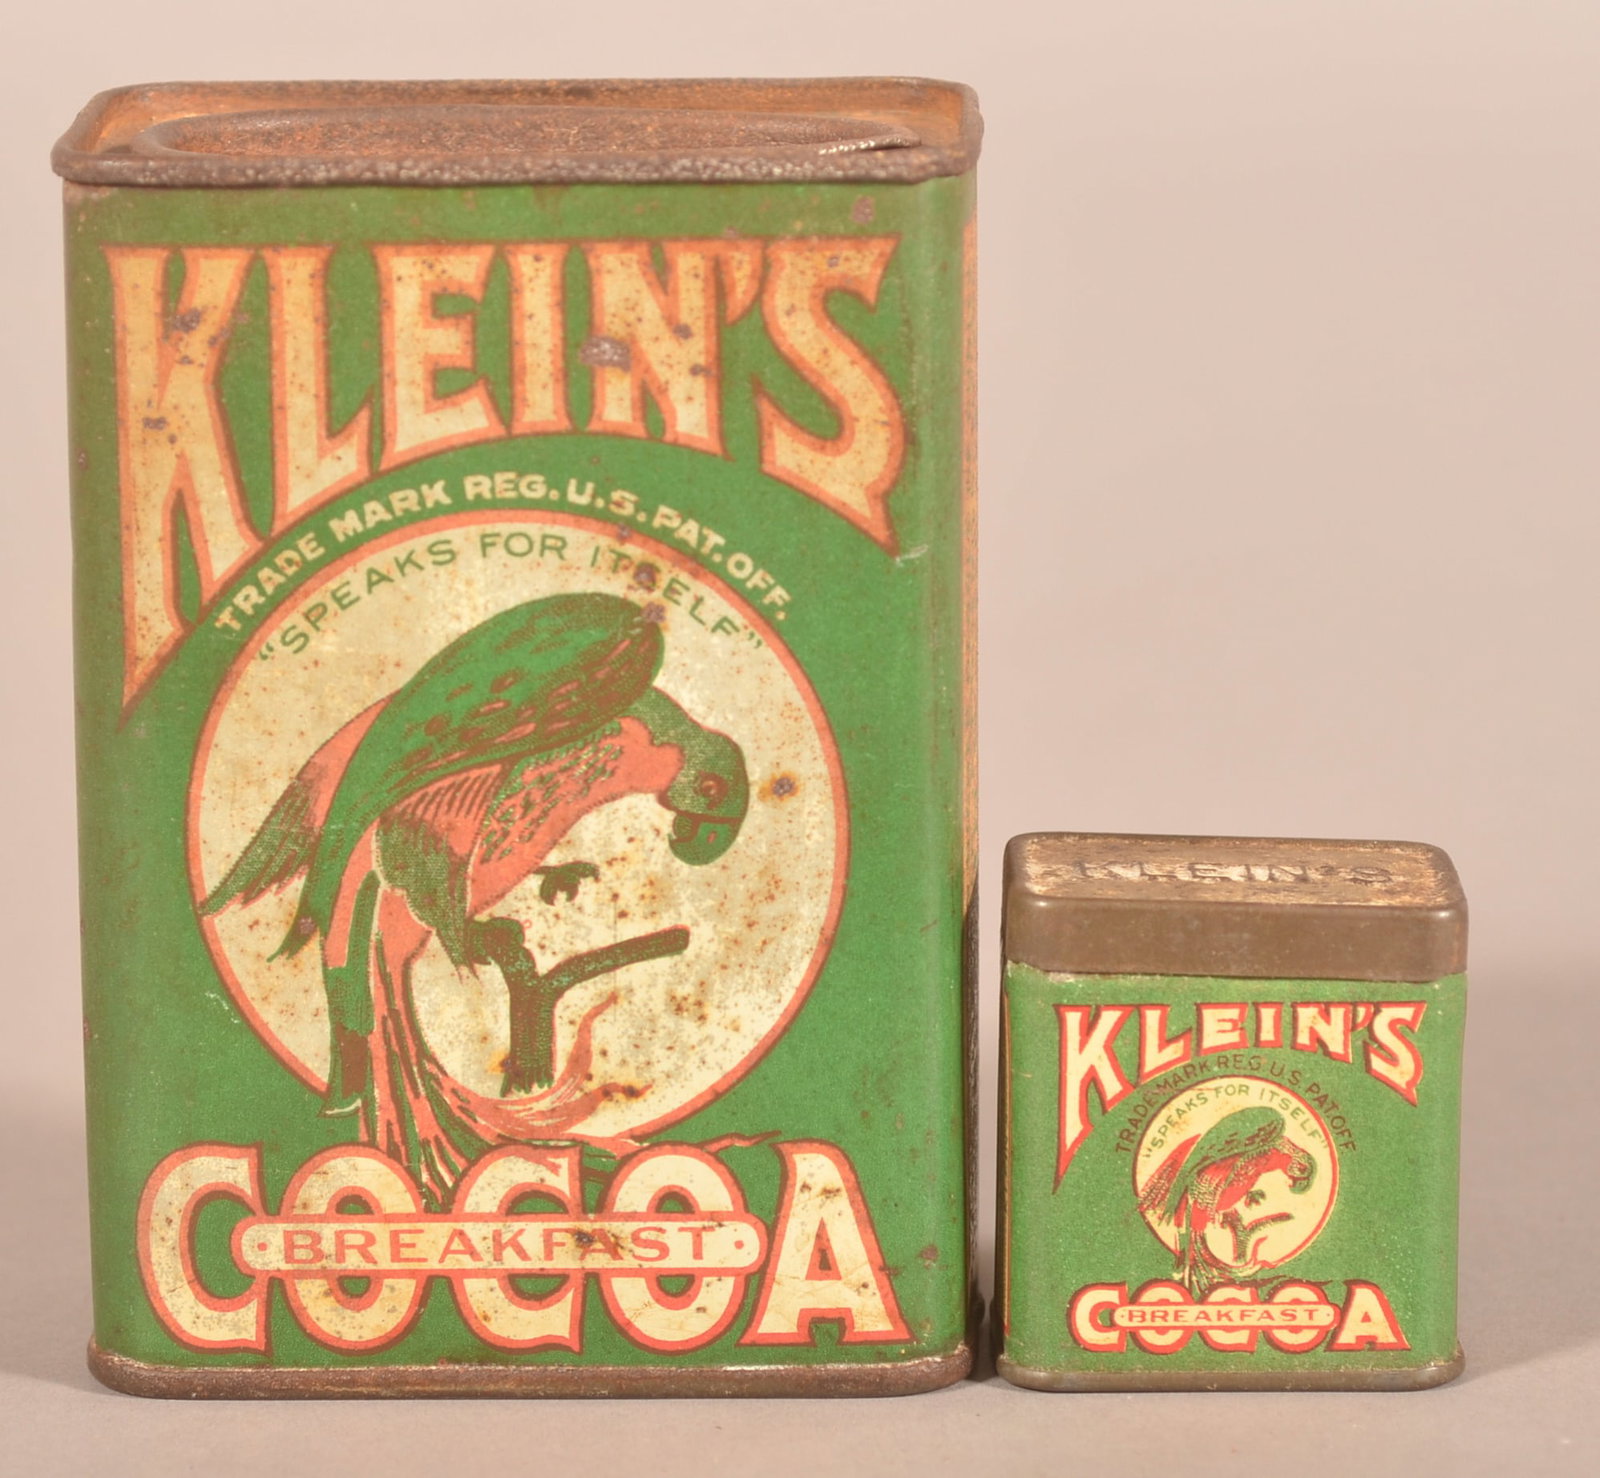 KLEIN'S
TRADE MARK REG. U.S. PAT. OFF.
"SPEAKS FOR ITSELF"
COCOA
·BREAKFAST·
KLEIN'S
KLEIN'S
TRADE MARK REG U.S. PAT. OFF
"SPEAKS FOR ITSELF"
COCOA
·BREAKFAST·